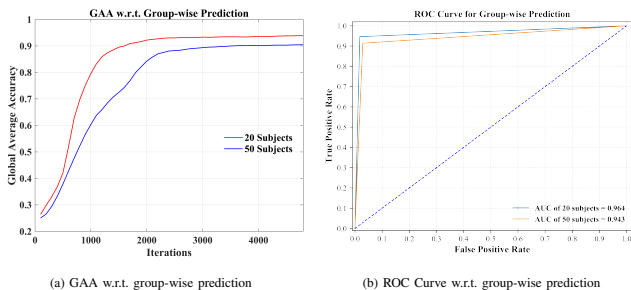 GAA w.r.t. Group-wise Prediction
Global Average Accuracy
1
0.9
0.8
0.7
0.6
0.5
0.4
0.3
0.2
20 Subjects
50 Subjects
0 1000 2000 3000 4000
Iterations
(a) GAA w.r.t. group-wise prediction
ROC Curve for Group-wise Prediction
True Positive Rate
1.0
0.9
0.8
0.7
0.6
0.5
0.4
0.3
0.2
0.1
0.0
AUC of 20 subjects = 0.964
AUC of 50 subjects = 0.943
0.0 0.1 0.2 0.3 0.4 0.5 0.6 0.7 0.8 0.9 1.0
False Positive Rate
(b) ROC Curve w.r.t. group-wise prediction